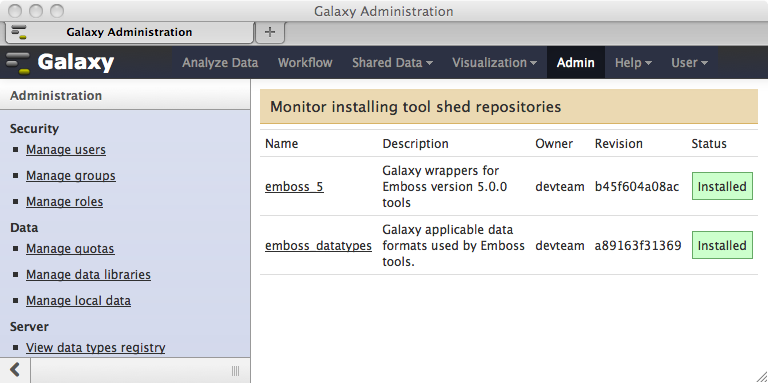 Galaxy Administration
Galaxy Administration
Galaxy Analyze Data Workflow Shared Data Visualization Admin Help User
Administration
Security
Manage users
Manage groups
Manage roles
Data
Manage quotas
Manage data libraries
Manage local data
Server
View data types registry
Monitor installing tool shed repositories
Name Description Owner Revision Status
emboss_5 Galaxy wrappers for Emboss version 5.0.0 tools devteam b45f604a08ac Installed
emboss_datatypes Galaxy applicable data formats used by Emboss tools. devteam a89163f31369 Installed